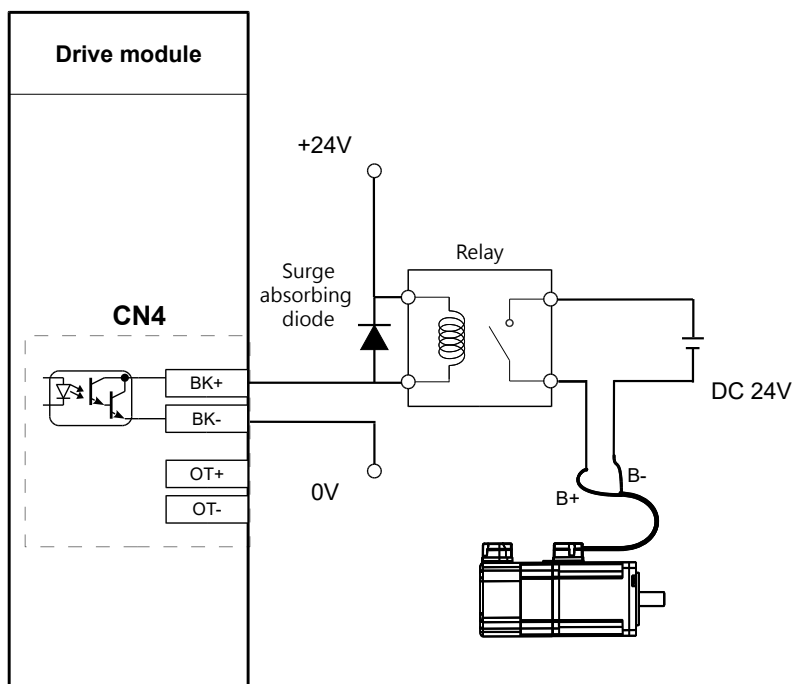 Drive module
+24V
Relay
Surge
absorbing
diode
CN4
BK+
BK-
DC 24V
OT+
OT-
0V
B+
B-